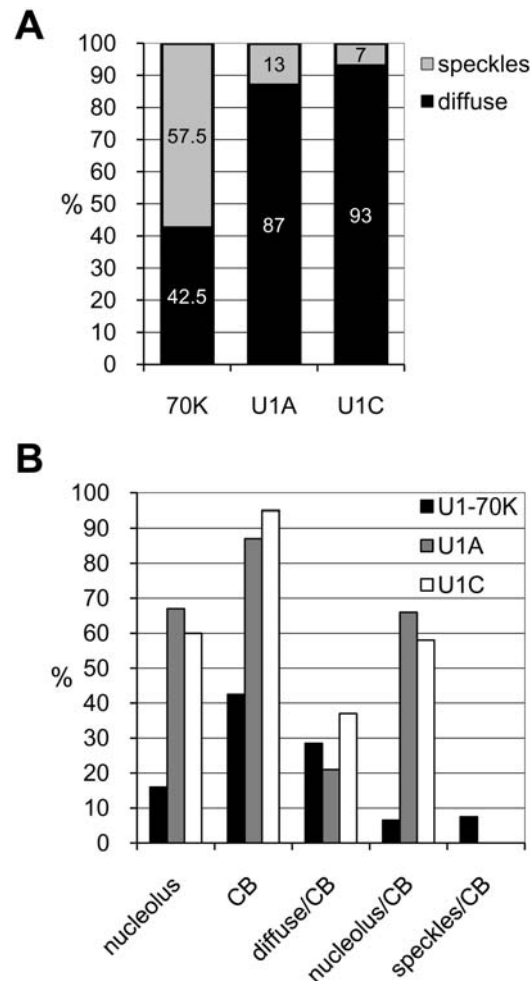 A
100
90
80
70
60
50
40
30
20
10
0
%
57.5
42.5
13
87
7
93
70K U1A U1C
speckles
diffuse
B
100
90
80
70
60
50
40
30
20
10
0
%
U1-70K
U1A
U1C
nucleolus
CB
diffuse/CB
nucleolus/CB
speckles/CB